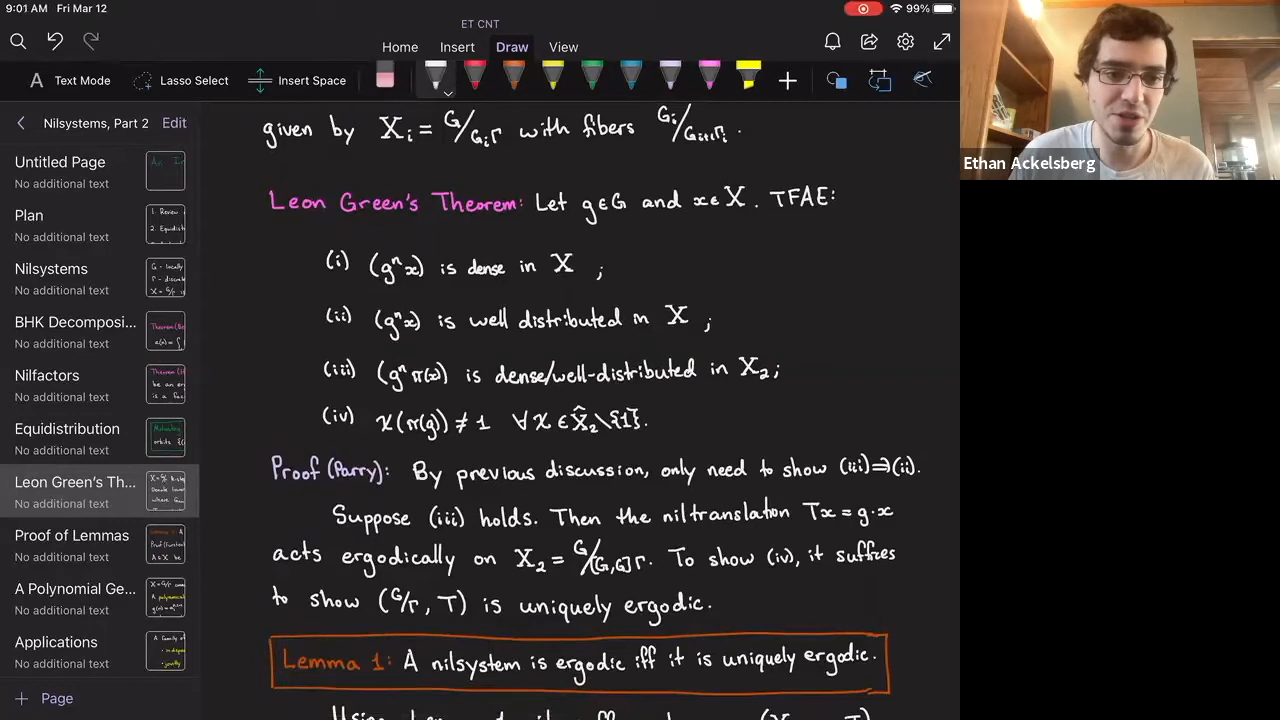 9:01 AM Fri Mar 12
99%
ET CNT
Home Insert Draw View
Text Mode Lasso Select Insert Space
Nilsystems, Part 2 Edit
Untitled Page
No additional text
Plan
No additional text
Nilsystems
No additional text
BHK Decomposi...
No additional text
Nilfactors
No additional text
Equidistribution
No additional text
Leon Green's Th...
No additional text
Proof of Lemmas
No additional text
A Polynomial Ge...
No additional text
Applications
No additional text
Page
given by X_i = G/G_iΓ with fibers G_i/G_{i+1}Γ_i.
Leon Green's Theorem: Let g∈G and x∈X. TFAE:
(i) (gⁿx) is dense in X ;
(ii) (gⁿx) is well distributed in X ;
(iii) (gⁿπ(x)) is dense/well-distributed in X₂;
(iv) χ(π(g)) ≠ 1 ∀χ∈X̂₂\{1}.
Proof (Parry): By previous discussion, only need to show (iii)⇒(ii).
Suppose (iii) holds. Then the niltranslation Tx = g·x
acts ergodically on X₂ = G/[G,G]Γ. To show (iv), it suffices
to show (G/Γ, T) is uniquely ergodic.
Lemma 1: A nilsystem is ergodic iff it is uniquely ergodic.
Ethan Ackelsberg